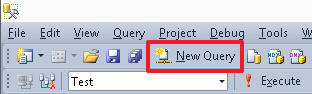 File Edit View Query Project Debug Tools
New Query
Test Execute